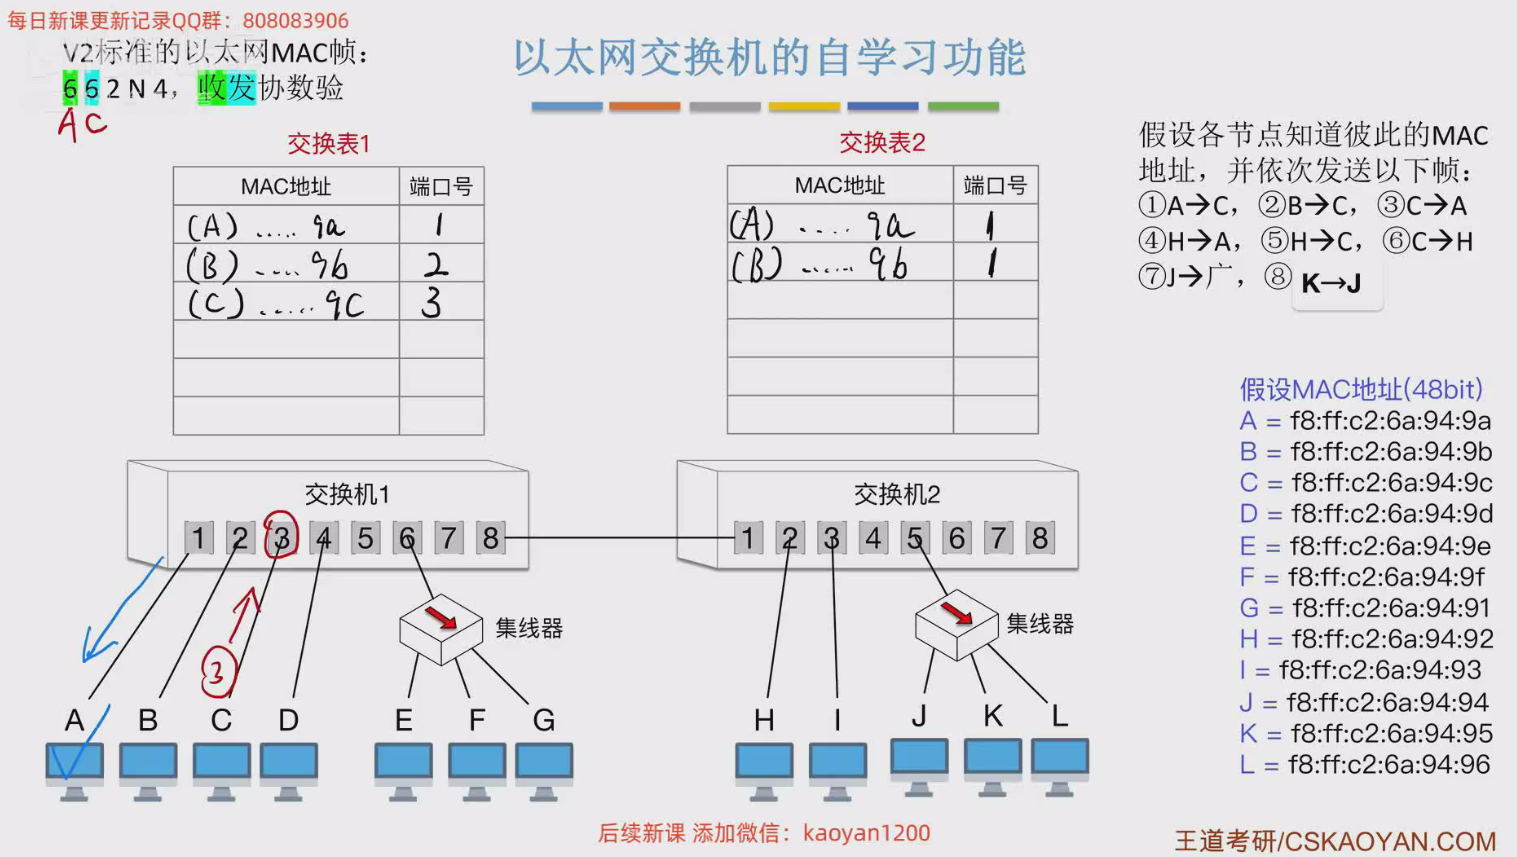 每日新课更新记录QQ群：808083906
V2标准的以太网MAC帧：
6 6 2 N 4，收发协数验
A C
以太网交换机的自学习功能
交换表1
MAC地址 端口号
(A) ..... 9a 1
(B) ..... 9b 2
(C) ..... 9c 3
交换表2
MAC地址 端口号
(A) ..... 9a 1
(B) ...... 9b 1
假设各节点知道彼此的MAC
地址，并依次发送以下帧：
①A→C，②B→C，③C→A
④H→A，⑤H→C，⑥C→H
⑦J→广，⑧K→J
假设MAC地址(48bit)
A = f8:ff:c2:6a:94:9a
B = f8:ff:c2:6a:94:9b
C = f8:ff:c2:6a:94:9c
D = f8:ff:c2:6a:94:9d
E = f8:ff:c2:6a:94:9e
F = f8:ff:c2:6a:94:9f
G = f8:ff:c2:6a:94:91
H = f8:ff:c2:6a:94:92
I = f8:ff:c2:6a:94:93
J = f8:ff:c2:6a:94:94
K = f8:ff:c2:6a:94:95
L = f8:ff:c2:6a:94:96
交换机1
1 2 3 4 5 6 7 8
交换机2
1 2 3 4 5 6 7 8
集线器
集线器
③
A B C D E F G
H I J K L
后续新课 添加微信：kaoyan1200
王道考研/CSKAOYAN.COM